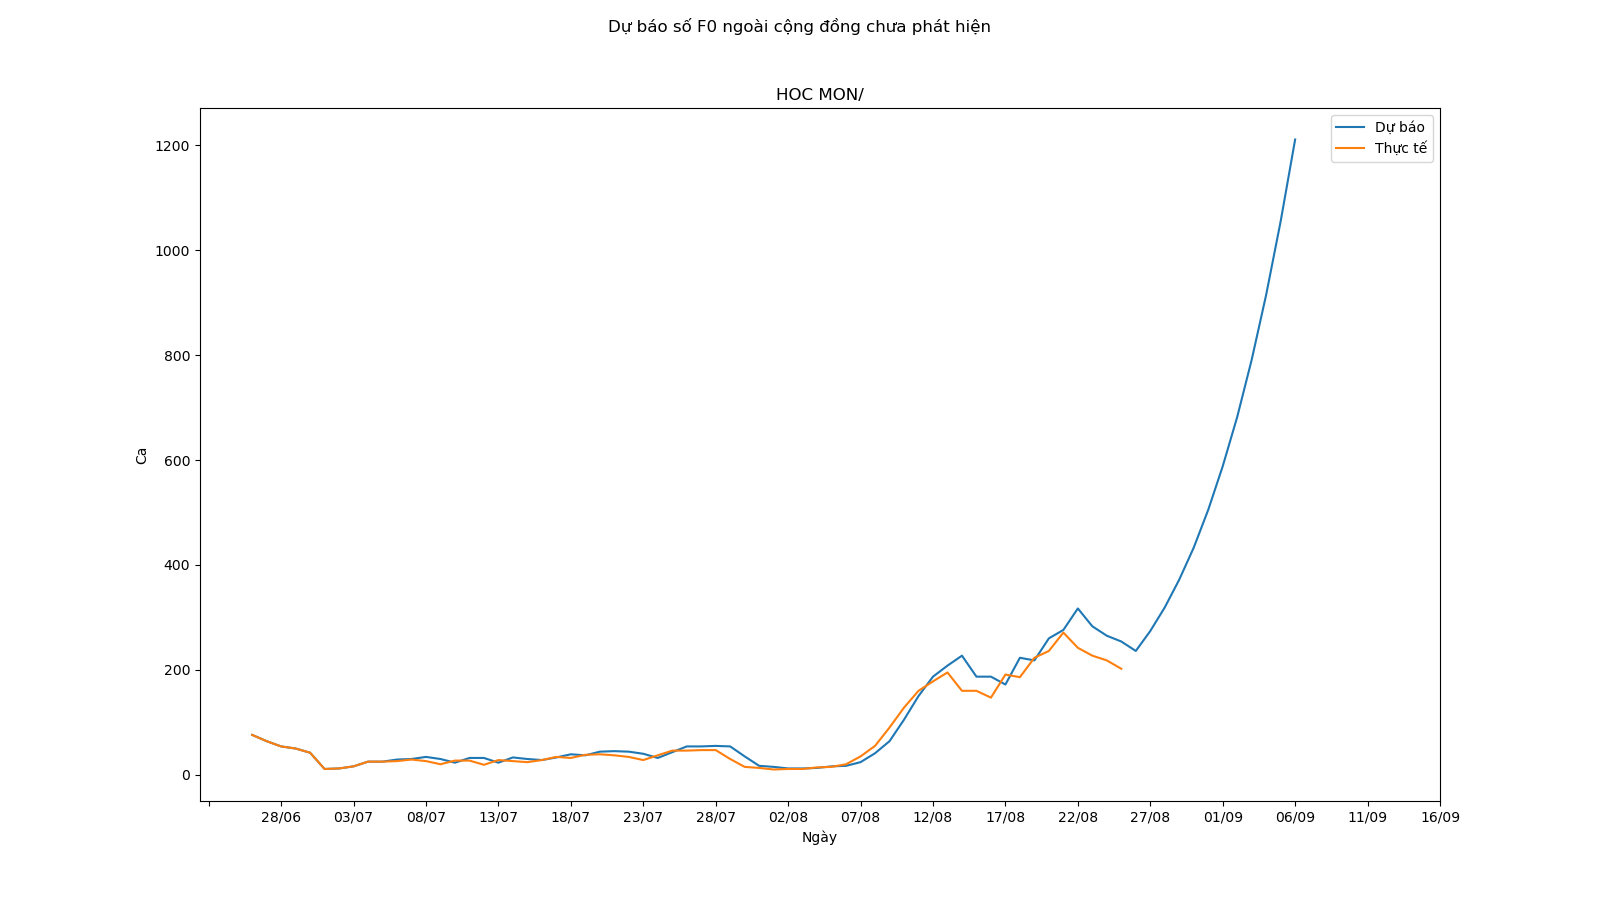 Dự báo số F0 ngoài cộng đồng chưa phát hiện
HOC MON/
Dự báo
Thực tế
1200
1000
800
600
400
200
0
Ca
28/06 03/07 08/07 13/07 18/07 23/07 28/07 02/08 07/08 12/08 17/08 22/08 27/08 01/09 06/09 11/09 16/09
Ngày